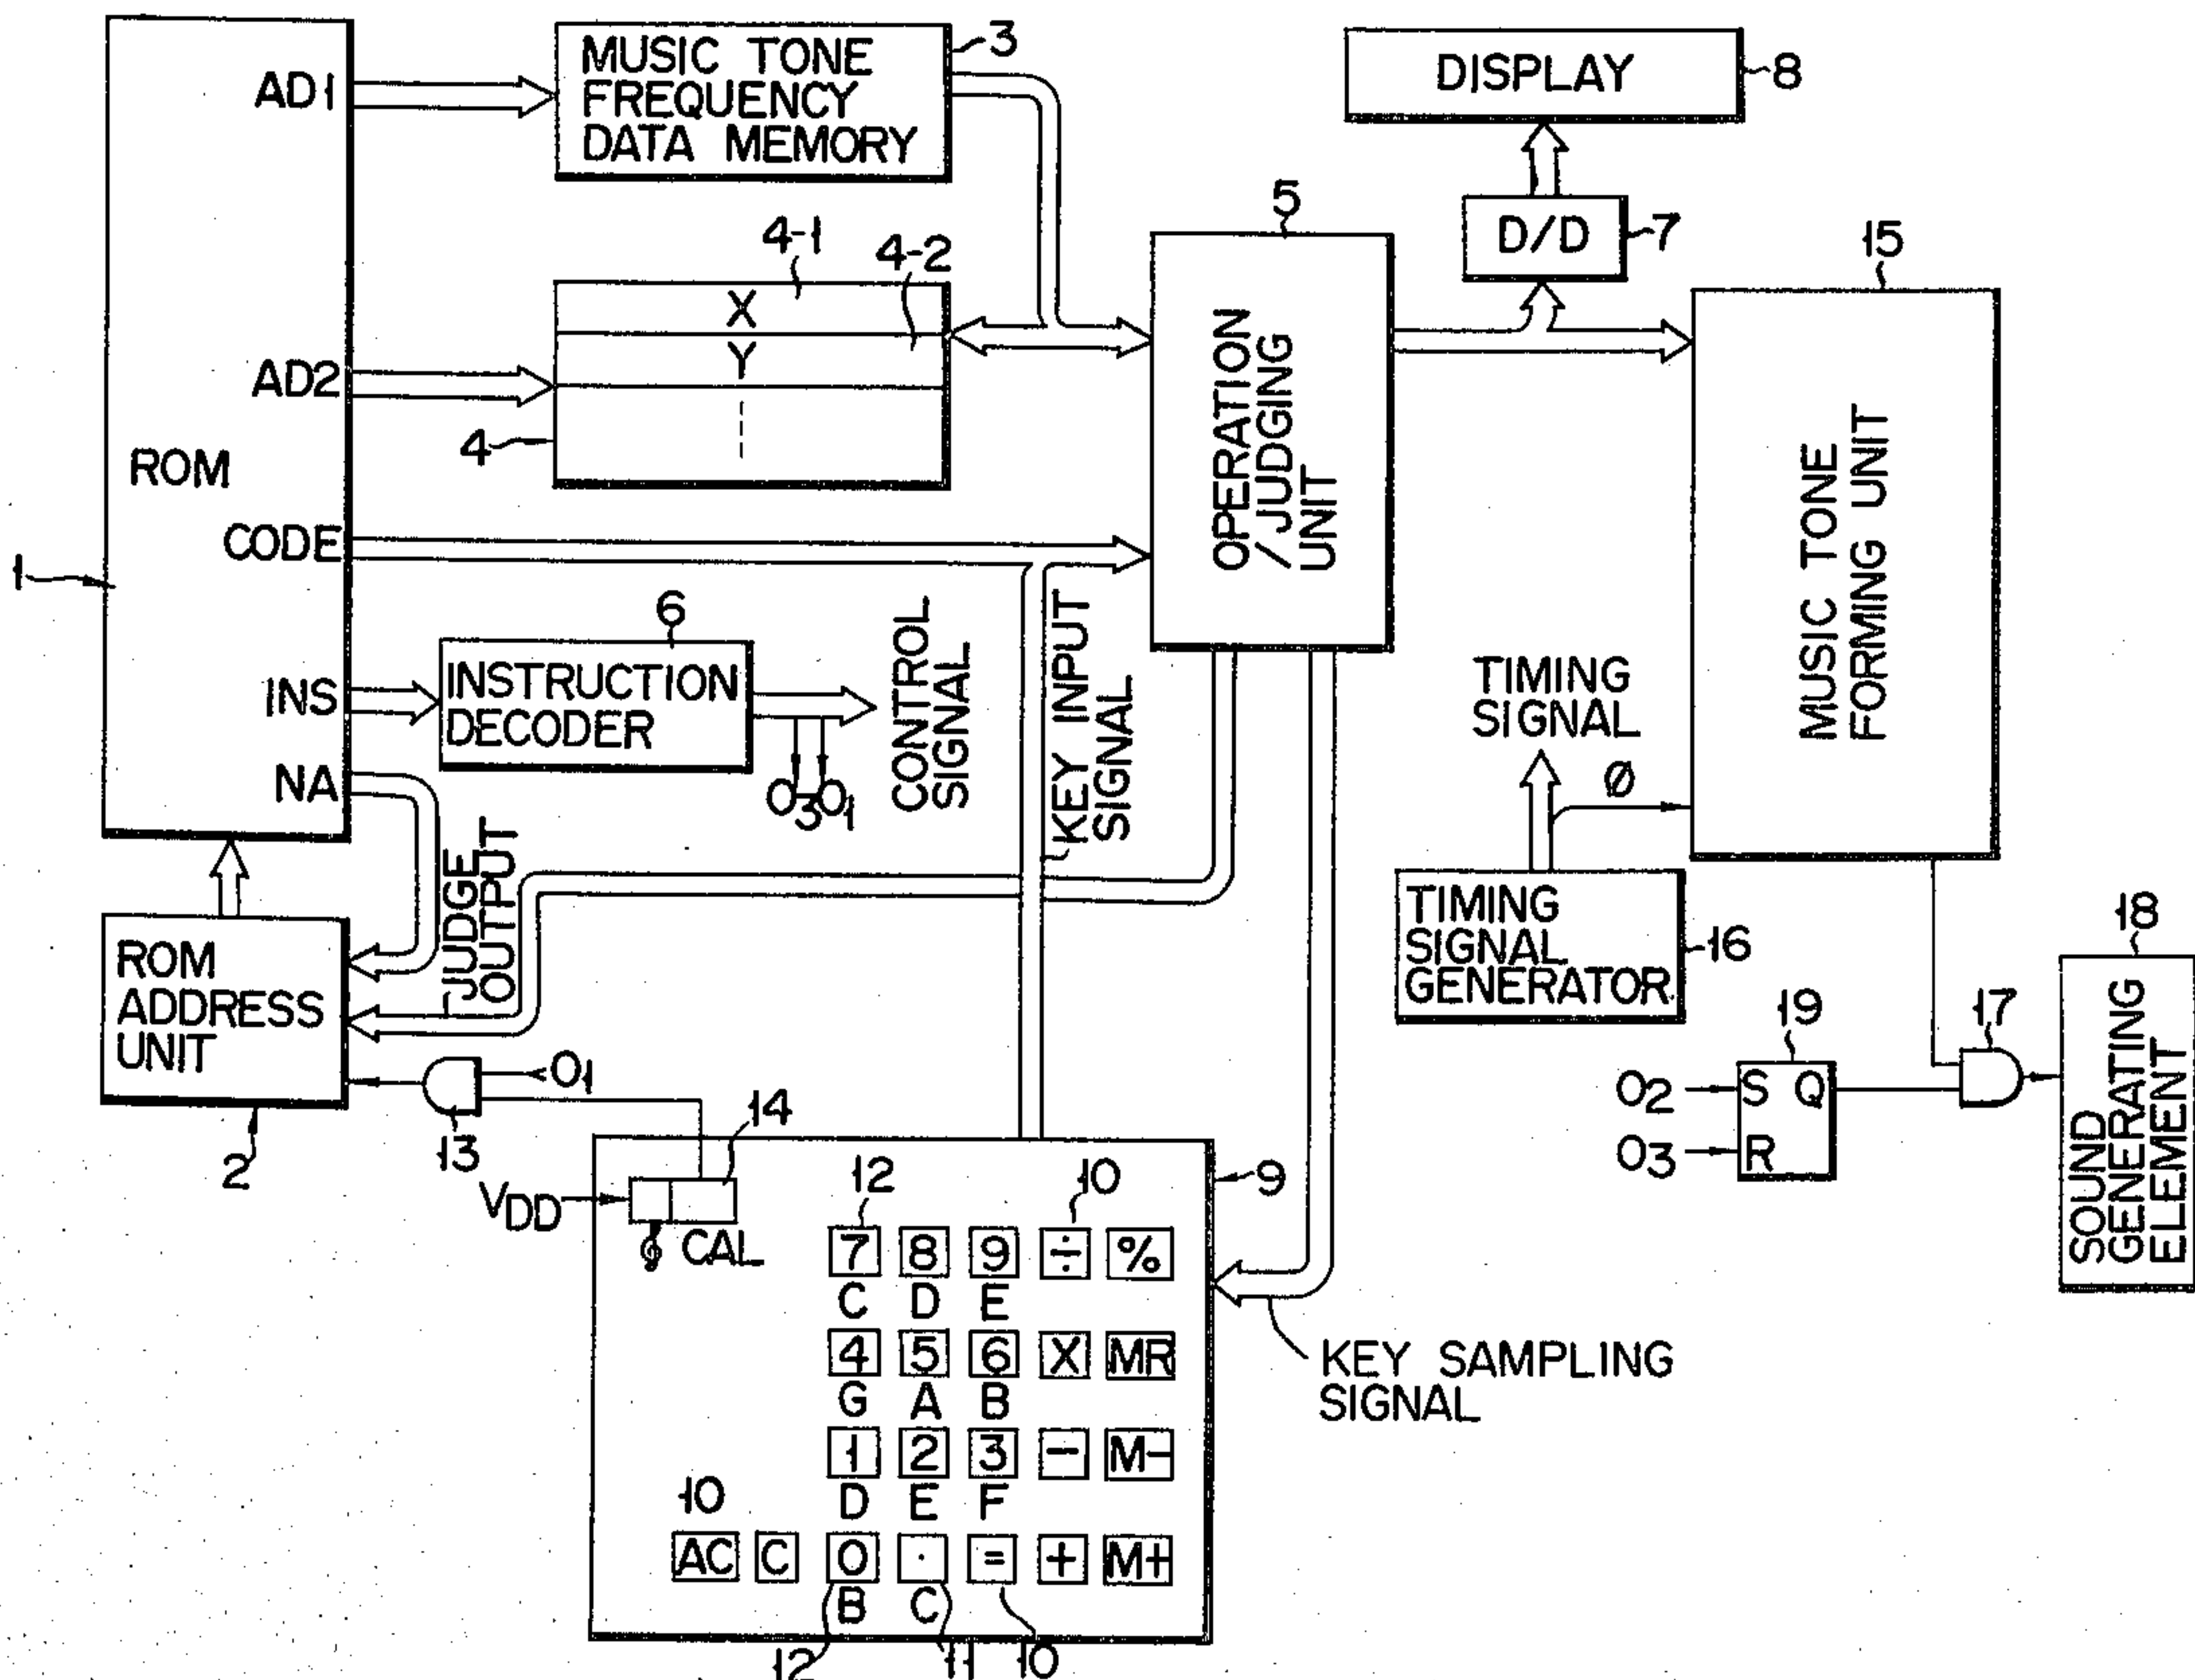 AD1
AD2
ROM
CODE
INS
NA
1
MUSIC TONE
FREQUENCY
DATA MEMORY
3
4-1
4-2
X
Y
4
6
INSTRUCTION
DECODER
O3 O1
CONTROL
SIGNAL
KEY INPUT
SIGNAL
JUDGE
OUTPUT
ROM
ADDRESS
UNIT
2
13
O1
5
OPERATION
/JUDGING
UNIT
DISPLAY
8
D/D
7
15
MUSIC TONE
FORMING UNIT
TIMING
SIGNAL
Ø
TIMING
SIGNAL
GENERATOR
16
19
O2
O3
S Q
R
17
18
SOUND
GENERATING
ELEMENT
14
VDD
CAL
9
12
10
7 8 9 ÷ %
C D E
4 5 6 X MR
G A B
1 2 3 − M−
D E F
10
AC C 0 · = + M+
B C
12
11
10
KEY SAMPLING
SIGNAL